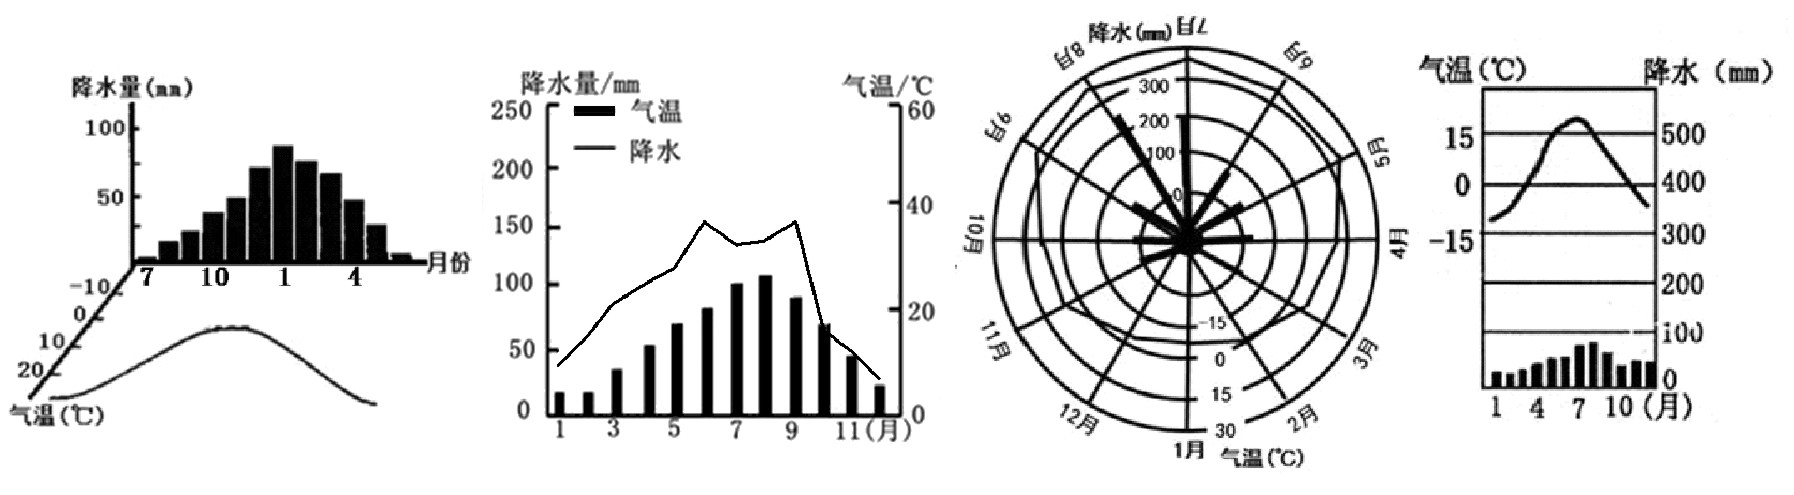 降水量(mm)
100
50
7 10 1 4 月份
-10
0
10
20
气温(℃)
降水量/mm 气温/℃
气温
降水
250
200
150
100
50
0
60
40
20
0
1 3 5 7 9 11(月)
降水(mm)
7月
6月
5月
4月
3月
2月
1月
12月
11月
10月
9月
8月
300
200
100
0
-15
0
15
30
气温(℃)
气温(℃) 降水（mm）
15
0
-15
500
400
300
200
100
0
1 4 7 10 (月)